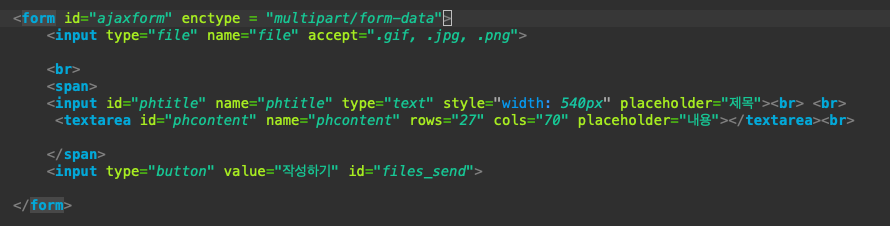 <form id="ajaxform" enctype = "multipart/form-data">
<input type="file" name="file" accept=".gif, .jpg, .png">
<br>
<span>
<input id="phtitle" name="phtitle" type="text" style="width: 540px" placeholder="제목"><br> <br>
<textarea id="phcontent" name="phcontent" rows="27" cols="70" placeholder="내용"></textarea><br>
</span>
<input type="button" value="작성하기" id="files_send">
</form>